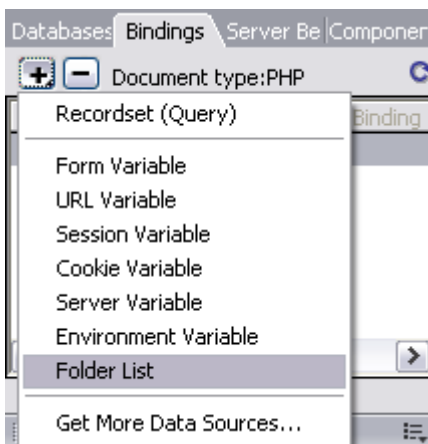 Databases Bindings Server Be Componer
Document type:PHP
Recordset (Query)
Binding
Form Variable
URL Variable
Session Variable
Cookie Variable
Server Variable
Environment Variable
Folder List
Get More Data Sources...